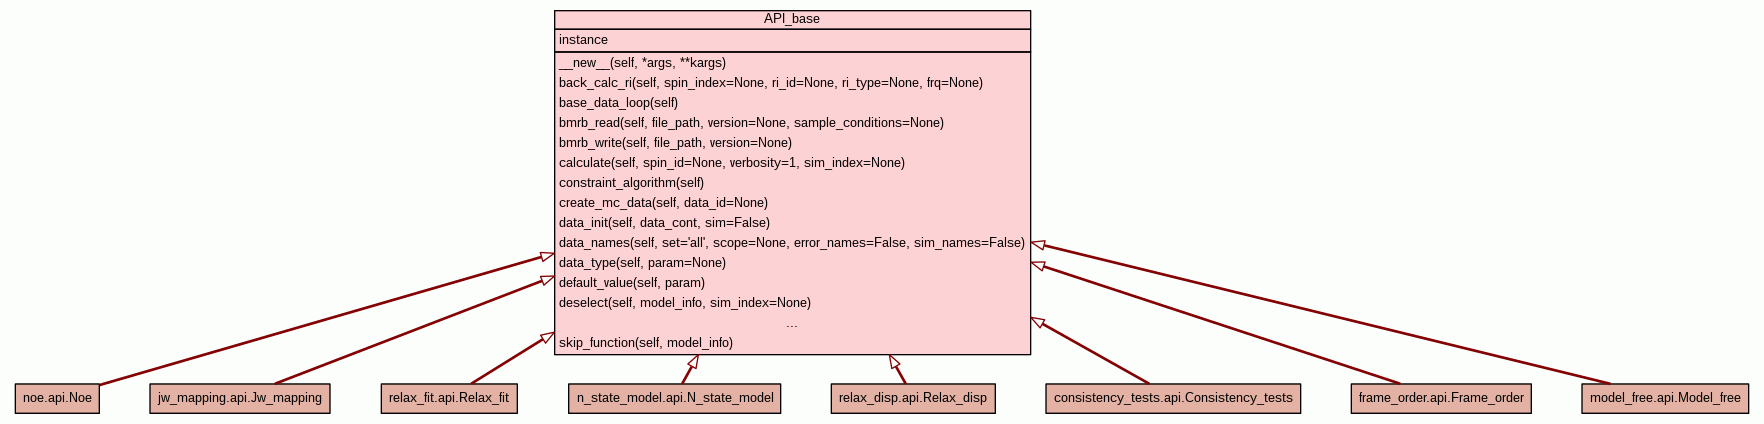 API_base
instance
__new__(self, *args, **kargs)
back_calc_ri(self, spin_index=None, ri_id=None, ri_type=None, frq=None)
base_data_loop(self)
bmrb_read(self, file_path, version=None, sample_conditions=None)
bmrb_write(self, file_path, version=None)
calculate(self, spin_id=None, verbosity=1, sim_index=None)
constraint_algorithm(self)
create_mc_data(self, data_id=None)
data_init(self, data_cont, sim=False)
data_names(self, set='all', scope=None, error_names=False, sim_names=False)
data_type(self, param=None)
default_value(self, param)
deselect(self, model_info, sim_index=None)
...
skip_function(self, model_info)
noe.api.Noe
jw_mapping.api.Jw_mapping
relax_fit.api.Relax_fit
n_state_model.api.N_state_model
relax_disp.api.Relax_disp
consistency_tests.api.Consistency_tests
frame_order.api.Frame_order
model_free.api.Model_free